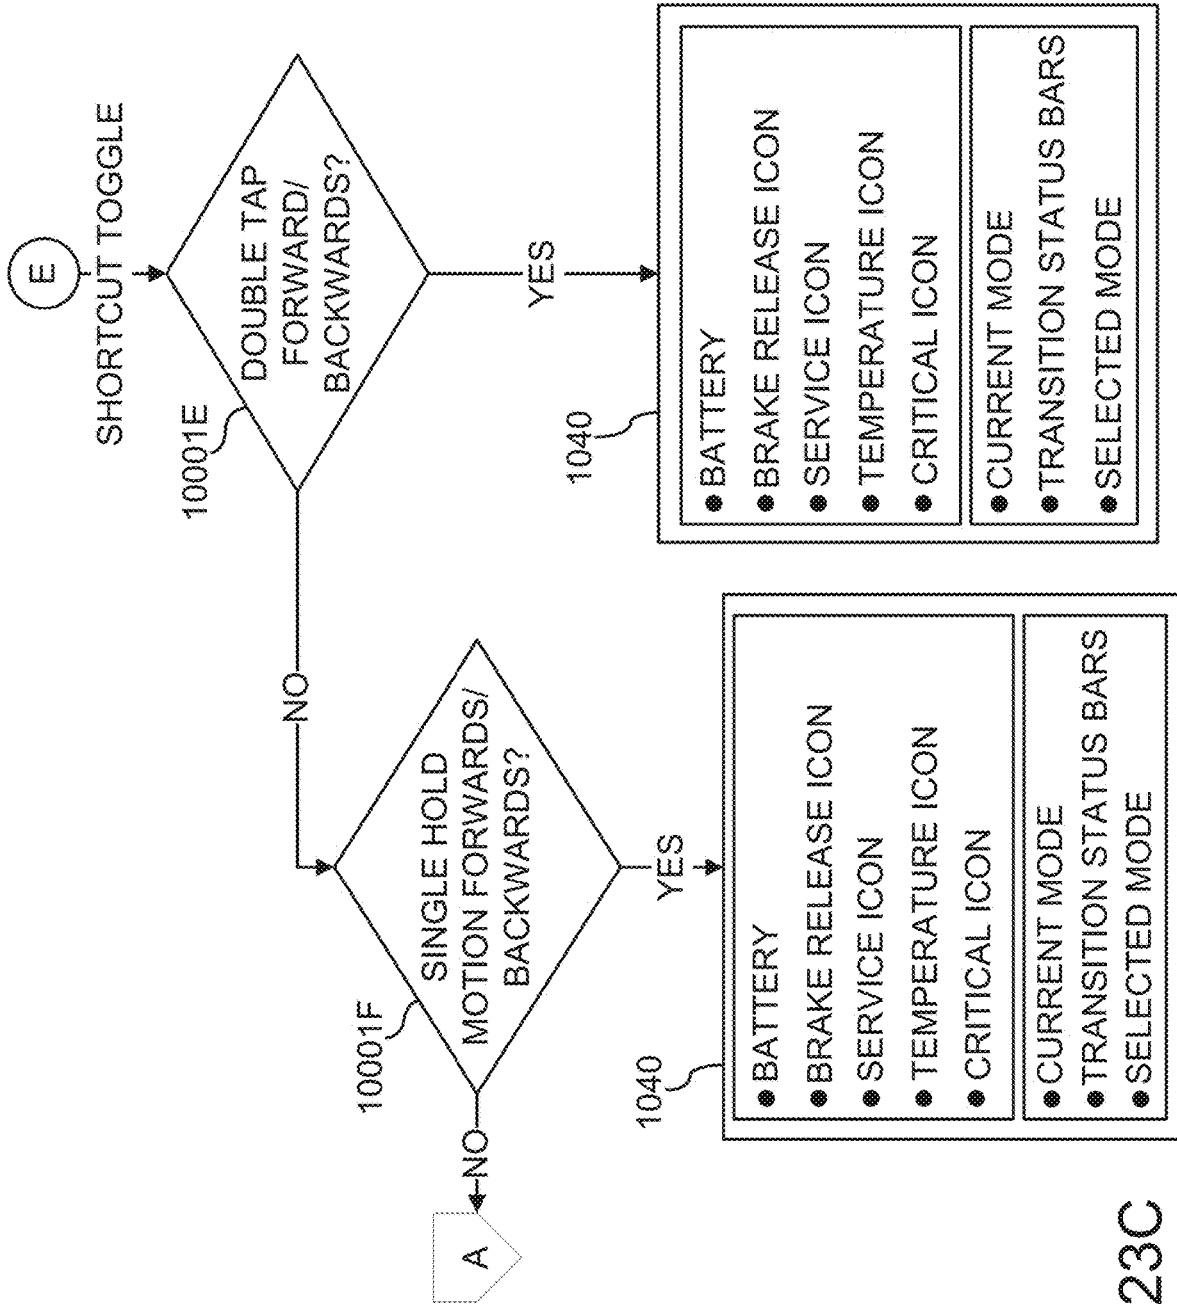 E
SHORTCUT TOGGLE
DOUBLE TAP
FORWARD/
BACKWARDS?
10001E
YES
1040
● BATTERY
● BRAKE RELEASE ICON
● SERVICE ICON
● TEMPERATURE ICON
● CRITICAL ICON
● CURRENT MODE
● TRANSITION STATUS BARS
● SELECTED MODE
NO
SINGLE HOLD
MOTION FORWARDS/
BACKWARDS?
10001F
YES
1040
● BATTERY
● BRAKE RELEASE ICON
● SERVICE ICON
● TEMPERATURE ICON
● CRITICAL ICON
● CURRENT MODE
● TRANSITION STATUS BARS
● SELECTED MODE
NO
A
23C